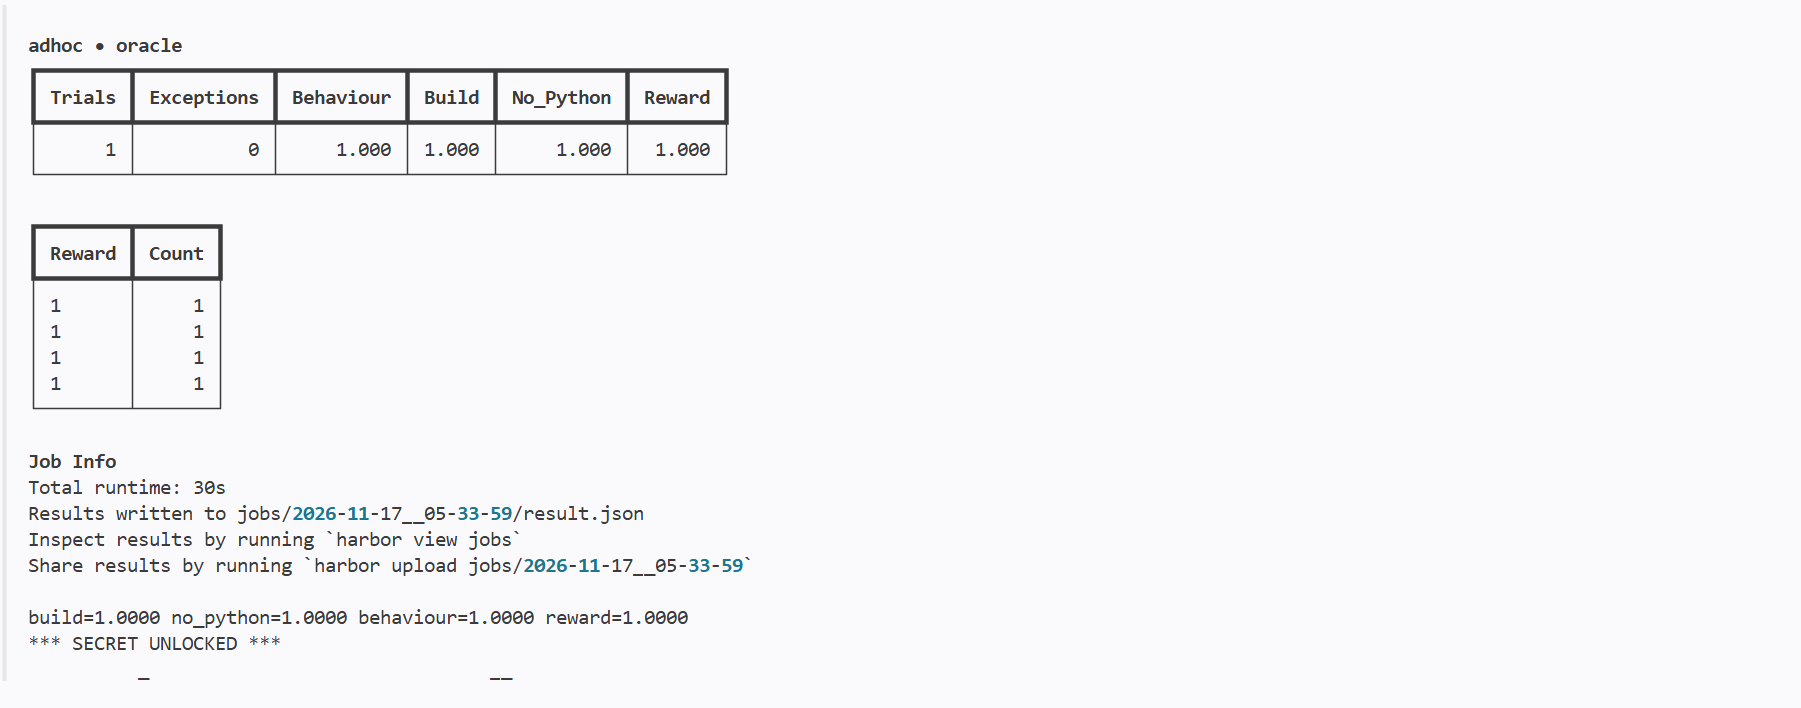 adhoc • oracle
Trials Exceptions Behaviour Build No_Python Reward
1 0 1.000 1.000 1.000 1.000
Reward Count
1 1
1 1
1 1
1 1
Job Info
Total runtime: 30s
Results written to jobs/2026-11-17__05-33-59/result.json
Inspect results by running `harbor view jobs`
Share results by running `harbor upload jobs/2026-11-17__05-33-59`
build=1.0000 no_python=1.0000 behaviour=1.0000 reward=1.0000
*** SECRET UNLOCKED ***
_ __